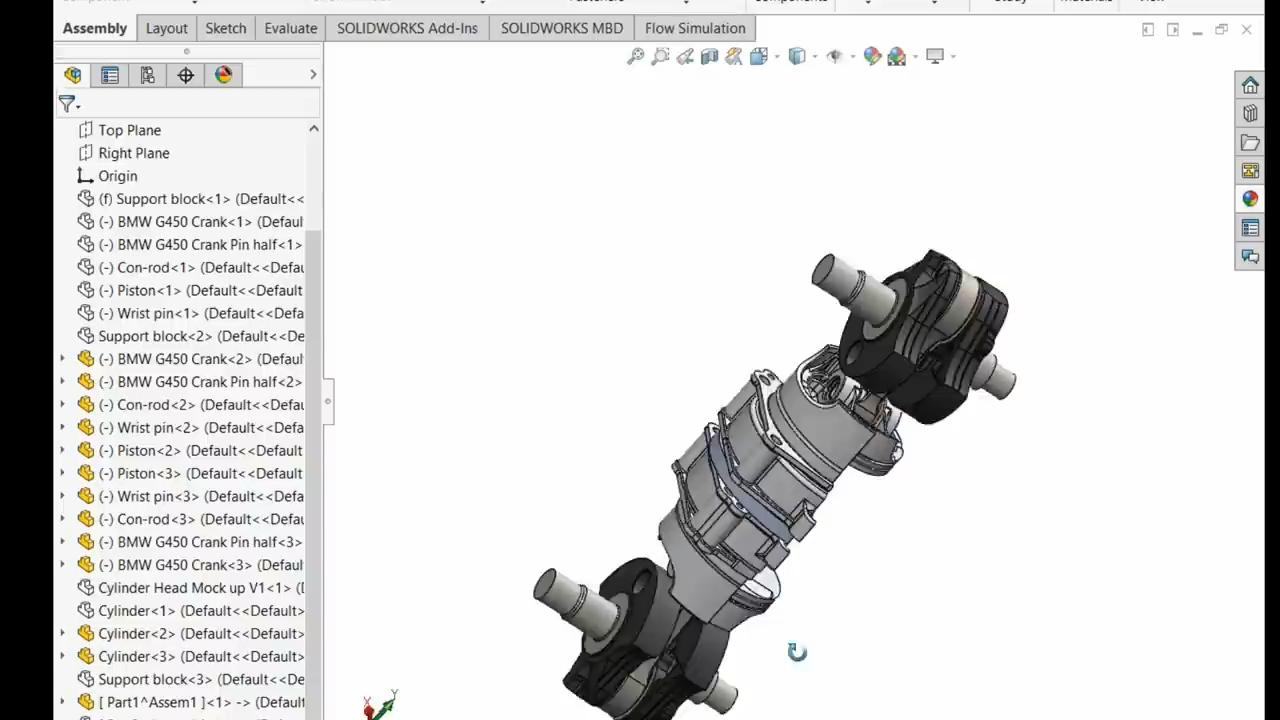 Components
Study
View
Assembly Layout Sketch Evaluate SOLIDWORKS Add-Ins SOLIDWORKS MBD Flow Simulation
Top Plane
Right Plane
Origin
(f) Support block<1> (Default<<
(-) BMW G450 Crank<1> (Defaul
(-) BMW G450 Crank Pin half<1>
(-) Con-rod<1> (Default<<Defau
(-) Piston<1> (Default<<Default
(-) Wrist pin<1> (Default<<Defa
Support block<2> (Default<<De
(-) BMW G450 Crank<2> (Defaul
(-) BMW G450 Crank Pin half<2>
(-) Con-rod<2> (Default<<Defau
(-) Wrist pin<2> (Default<<Defa
(-) Piston<2> (Default<<Default
(-) Piston<3> (Default<<Default
(-) Wrist pin<3> (Default<<Defa
(-) Con-rod<3> (Default<<Defau
(-) BMW G450 Crank Pin half<3>
(-) BMW G450 Crank<3> (Defaul
Cylinder Head Mock up V1<1> (
Cylinder<1> (Default<<Default>
Cylinder<2> (Default<<Default>
Cylinder<3> (Default<<Default>
Support block<3> (Default<<De
[ Part1^Assem1 ]<1> -> (Defaul
X Y